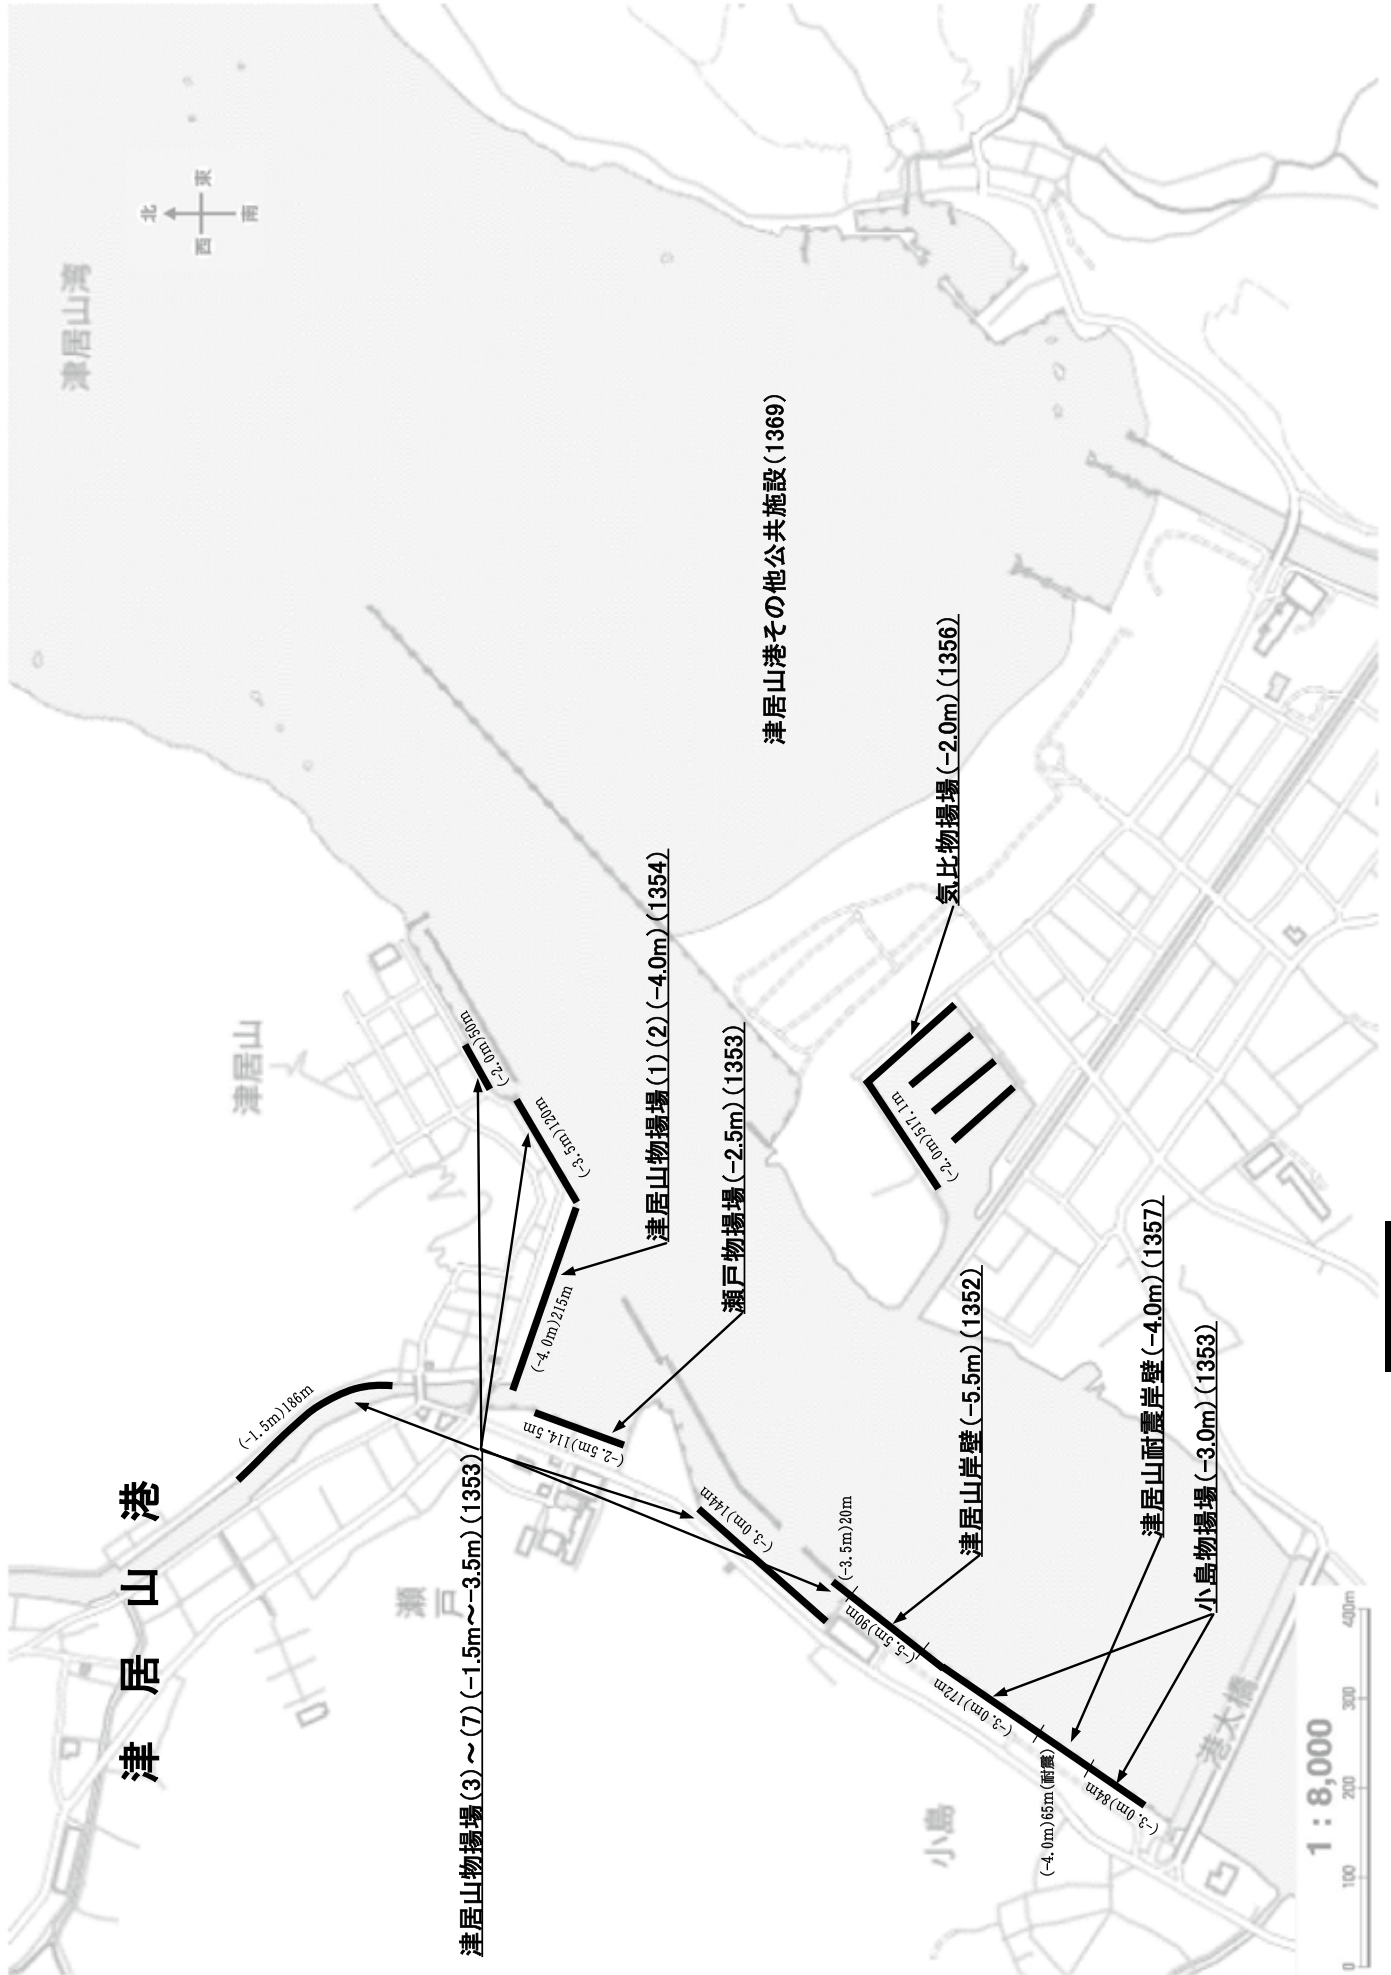 津居山港
津居山湾
北
東
西
南
津居山
瀬戸
小島
港大橋
津居山港その他公共施設(1369)
気比物揚場(-2.0m)(1356)
(-2.0m)517.1m
津居山物揚場(1)(2)(-4.0m)(1354)
(-4.0m)215m
瀬戸物揚場(-2.5m)(1353)
(-2.5m)114.5m
津居山物揚場(3)~(7)(-1.5m~-3.5m)(1353)
(-1.5m)186m
(-2.0m)50m
(-3.5m)120m
(-3.0m)144m
(-3.5m)20m
津居山岸壁(-5.5m)(1352)
(-5.5m)90m
津居山耐震岸壁(-4.0m)(1357)
(-4.0m)65m(耐震)
小島物揚場(-3.0m)(1353)
(-3.0m)172m
(-3.0m)84m
1:8,000
0 100 200 300 400m